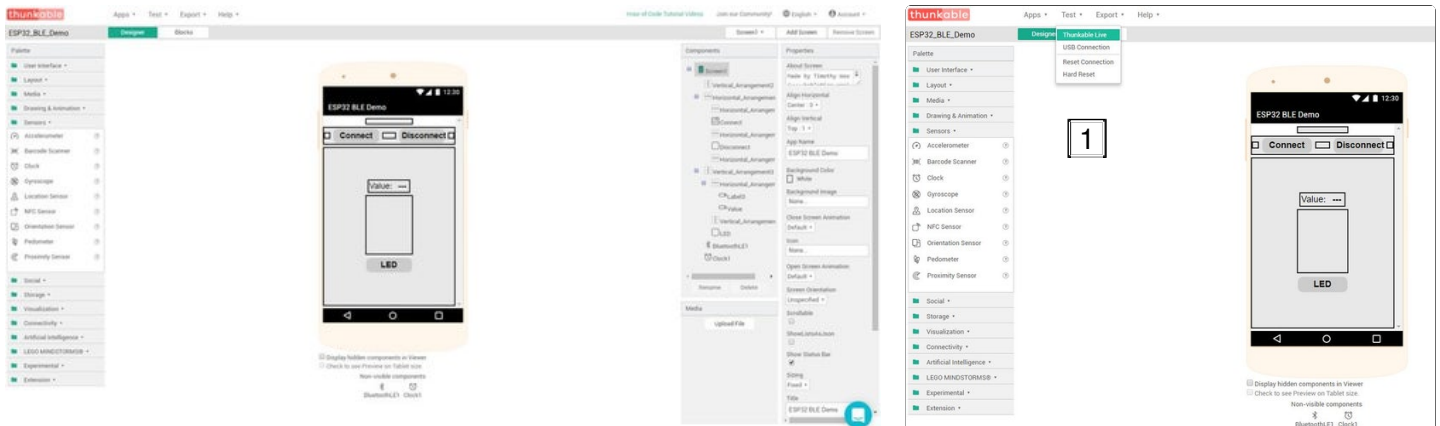 thunkable
Apps Test Export Help
Hour of Code Tutorial Videos Join our Community! English Account
ESP32_BLE_Demo
Designer
Blocks
Screen1
Add Screen
Remove Screen
Palette
User Interface
Layout
Media
Drawing & Animation
Sensors
Accelerometer
Barcode Scanner
Clock
Gyroscope
Location Sensor
NFC Sensor
Orientation Sensor
Pedometer
Proximity Sensor
Social
Storage
Visualization
Connectivity
Artificial Intelligence
LEGO MINDSTORMS®
Experimental
Extension
12:30
ESP32 BLE Demo
Connect
Disconnect
Value: ---
LED
Display hidden components in Viewer
Check to see Preview on Tablet size.
Non-visible components
BluetoothLE1 Clock1
Components
Screen1
Vertical_Arrangement2
Horizontal_Arrangemen
Horizontal_Arrangem
Connect
Horizontal_Arrangem
Disconnect
Horizontal_Arrangem
Vertical_Arrangement3
Horizontal_Arrangem
Label3
Value
Vertical_Arrangemen
LED
BluetoothLE1
Clock1
Rename
Delete
Media
Upload File
Properties
About Screen
Align Horizontal
Center : 3
Align Vertical
Top : 1
App Name
ESP32 BLE Demo
Background Color
White
Background Image
None...
Close Screen Animation
Default
Icon
None...
Open Screen Animation
Default
Screen Orientation
Unspecified
Scrollable
ShowListsAsJson
Show Status Bar
Sizing
Fixed
Title
ESP32 BLE Demo
thunkable
Apps Test Export Help
ESP32_BLE_Demo
Thunkable Live
USB Connection
Reset Connection
Hard Reset
1
Palette
User Interface
Layout
Media
Drawing & Animation
Sensors
Accelerometer
Barcode Scanner
Clock
Gyroscope
Location Sensor
NFC Sensor
Orientation Sensor
Pedometer
Proximity Sensor
Social
Storage
Visualization
Connectivity
Artificial Intelligence
LEGO MINDSTORMS®
Experimental
Extension
12:30
ESP32 BLE Demo
Connect
Disconnect
Value: ---
LED
Display hidden components in Viewer
Check to see Preview on Tablet size.
Non-visible components
BluetoothLE1 Clock1